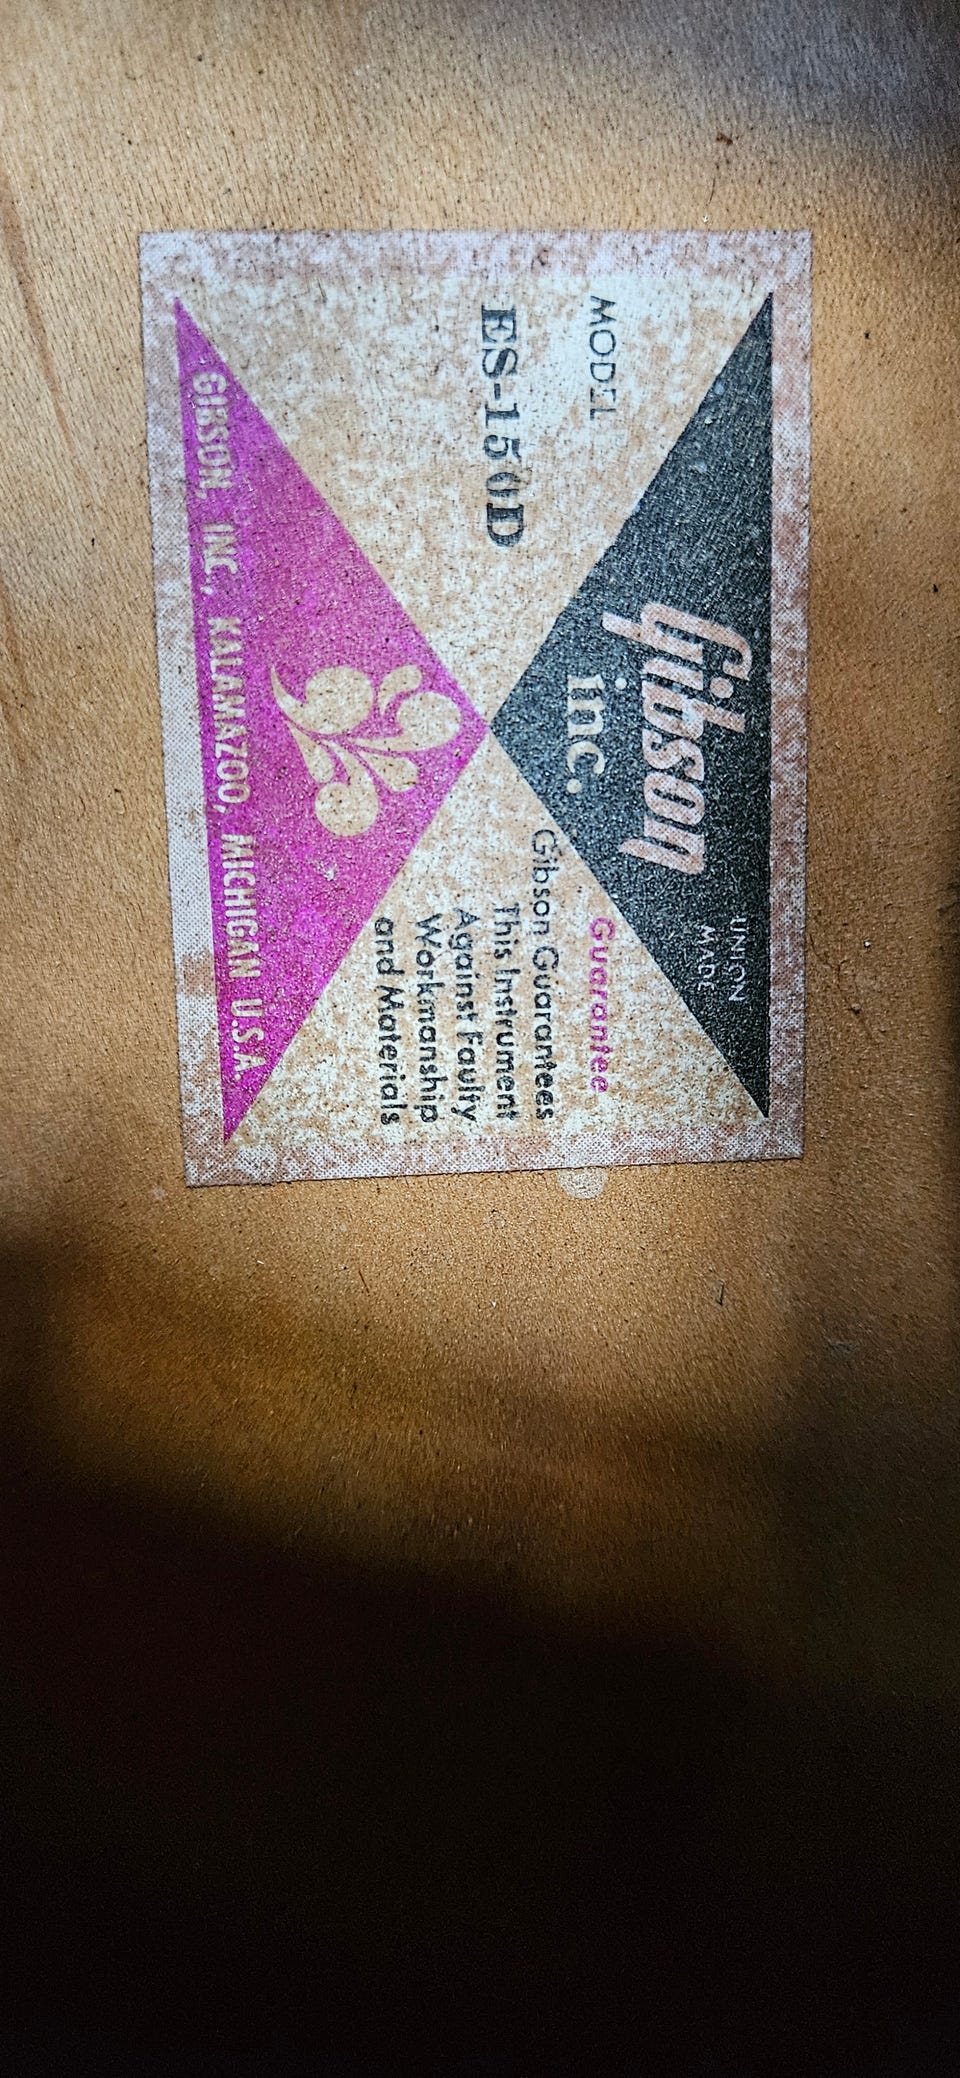 Gibson
inc.
UNION
MADE
MODEL
ES-150D
Guarantee
Gibson Guarantees
This Instrument
Against Faulty
Workmanship
and Materials
GIBSON, INC., KALAMAZOO, MICHIGAN U.S.A